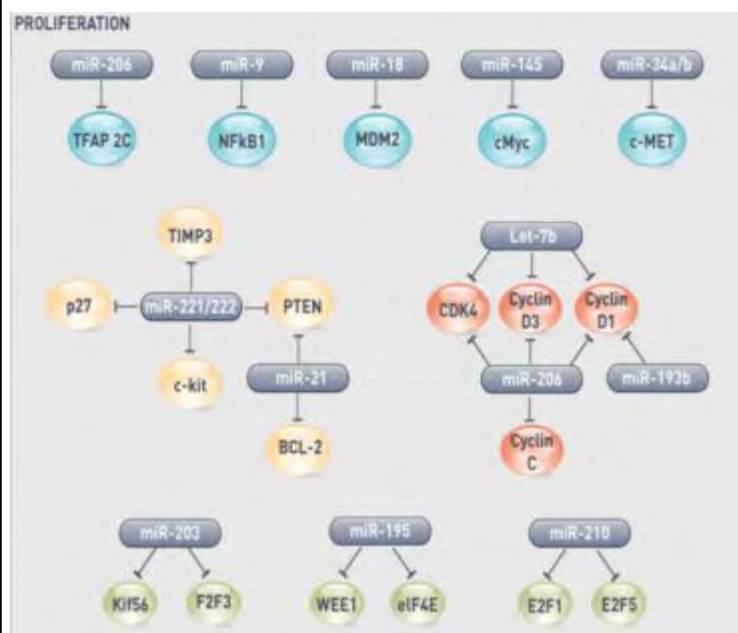 PROLIFERATION
miR-206
miR-9
miR-18
miR-145
miR-34a/b
TFAP 2C
NFkB1
MDM2
cMyc
c-MET
TIMP3
Let-7b
p27
miR-221/222
PTEN
CDK4
Cyclin
D3
Cyclin
D1
c-kit
miR-21
miR-206
miR-193b
BCL-2
Cyclin
C
miR-203
miR-195
miR-210
Kif56
F2F3
WEE1
elF4E
E2F1
E2F5